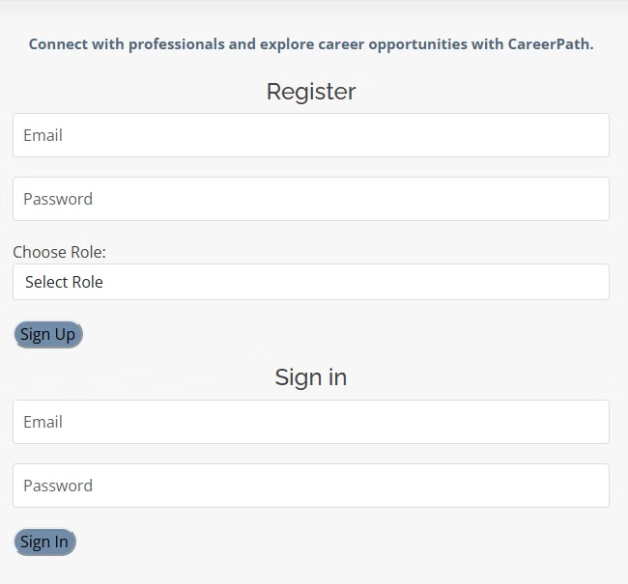 Connect with professionals and explore career opportunities with CareerPath.
Register
Email
Password
Choose Role:
Select Role
Sign Up
Sign in
Email
Password
Sign In